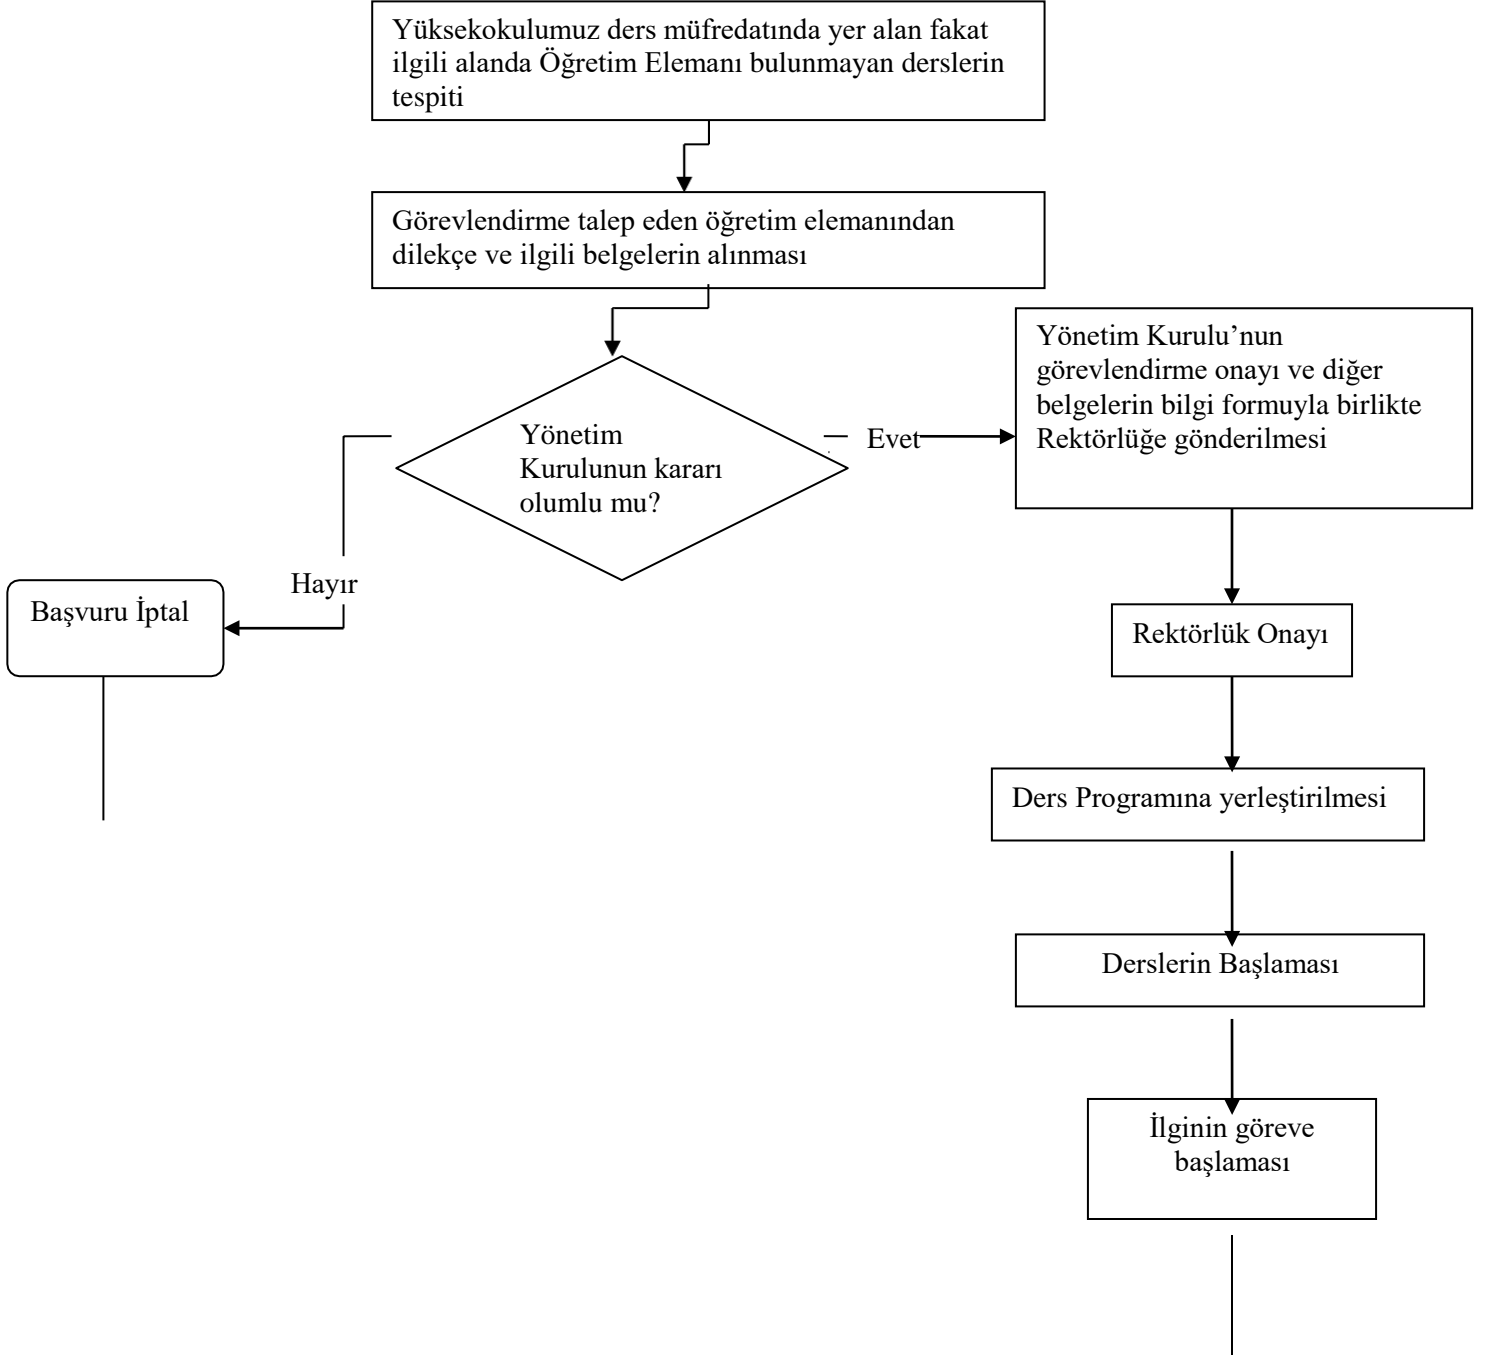 Yüksekokulumuz ders müfredatında yer alan fakat
ilgili alanda Öğretim Elemanı bulunmayan derslerin
tespiti
Görevlendirme talep eden öğretim elemanından
dilekçe ve ilgili belgelerin alınması
Yönetim Kurulu’nun
görevlendirme onayı ve diğer
belgelerin bilgi formuyla birlikte
Rektörlüğe gönderilmesi
Yönetim
Kurulunun kararı
olumlu mu?
Evet
Hayır
Başvuru İptal
Rektörlük Onayı
Ders Programına yerleştirilmesi
Derslerin Başlaması
İlginin göreve
başlaması